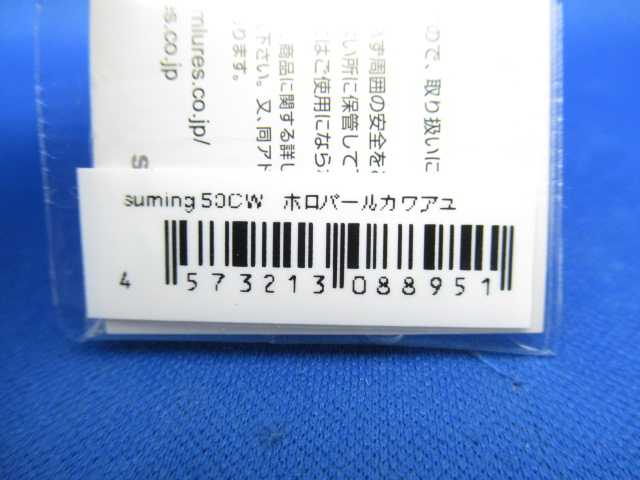 ので、取り扱いに
ず周囲の安全を
い所に保管して
はご使用になら
商品に関する詳し
下さい。又、同アド
ります。
mlures.co.jp/
s.co.jp
suming 50CW ホロパールカワアユ
4 573213 088951